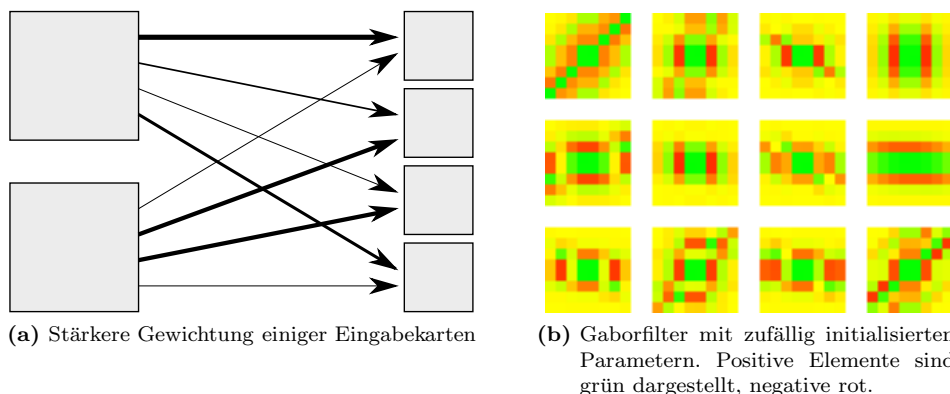 (a) Stärkere Gewichtung einiger Eingabekarten
(b) Gaborfilter mit zufällig initialisierten
Parametern. Positive Elemente sind
grün dargestellt, negative rot.